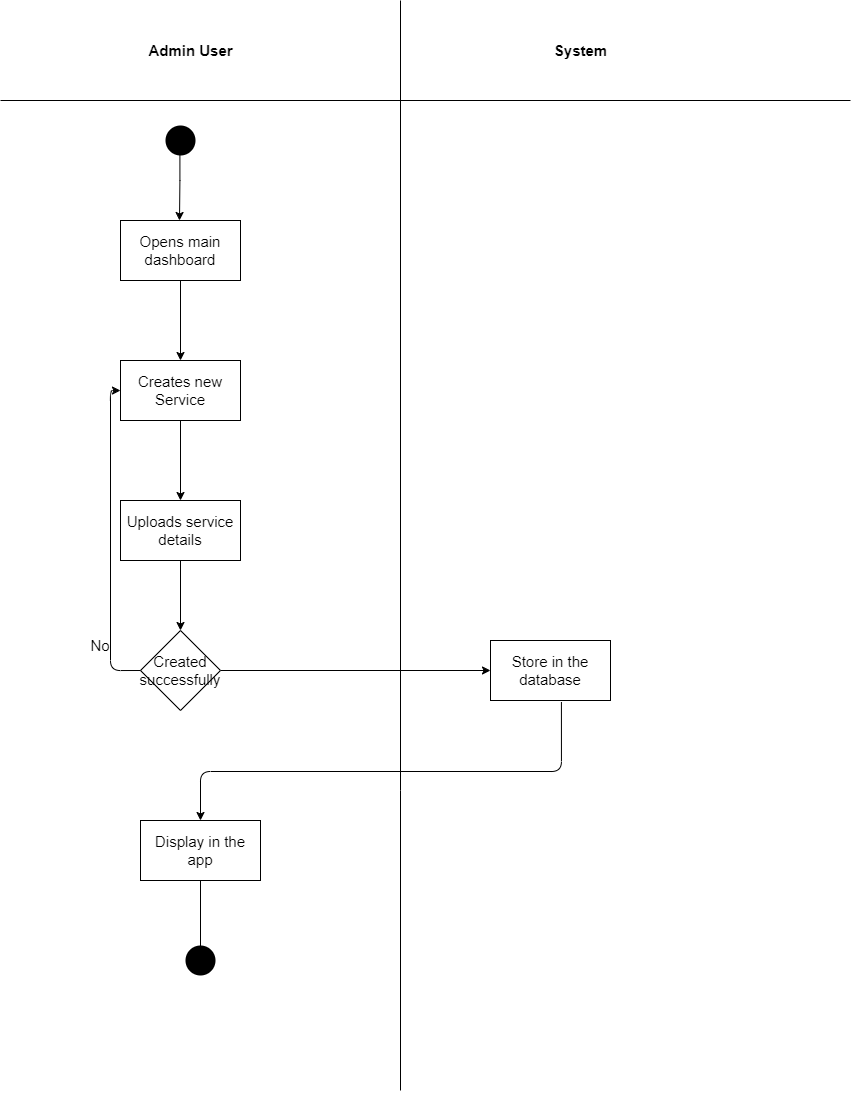 Admin User
System
Opens main
dashboard
Creates new
Service
Uploads service
details
No
Created
successfully
Store in the
database
Display in the
app